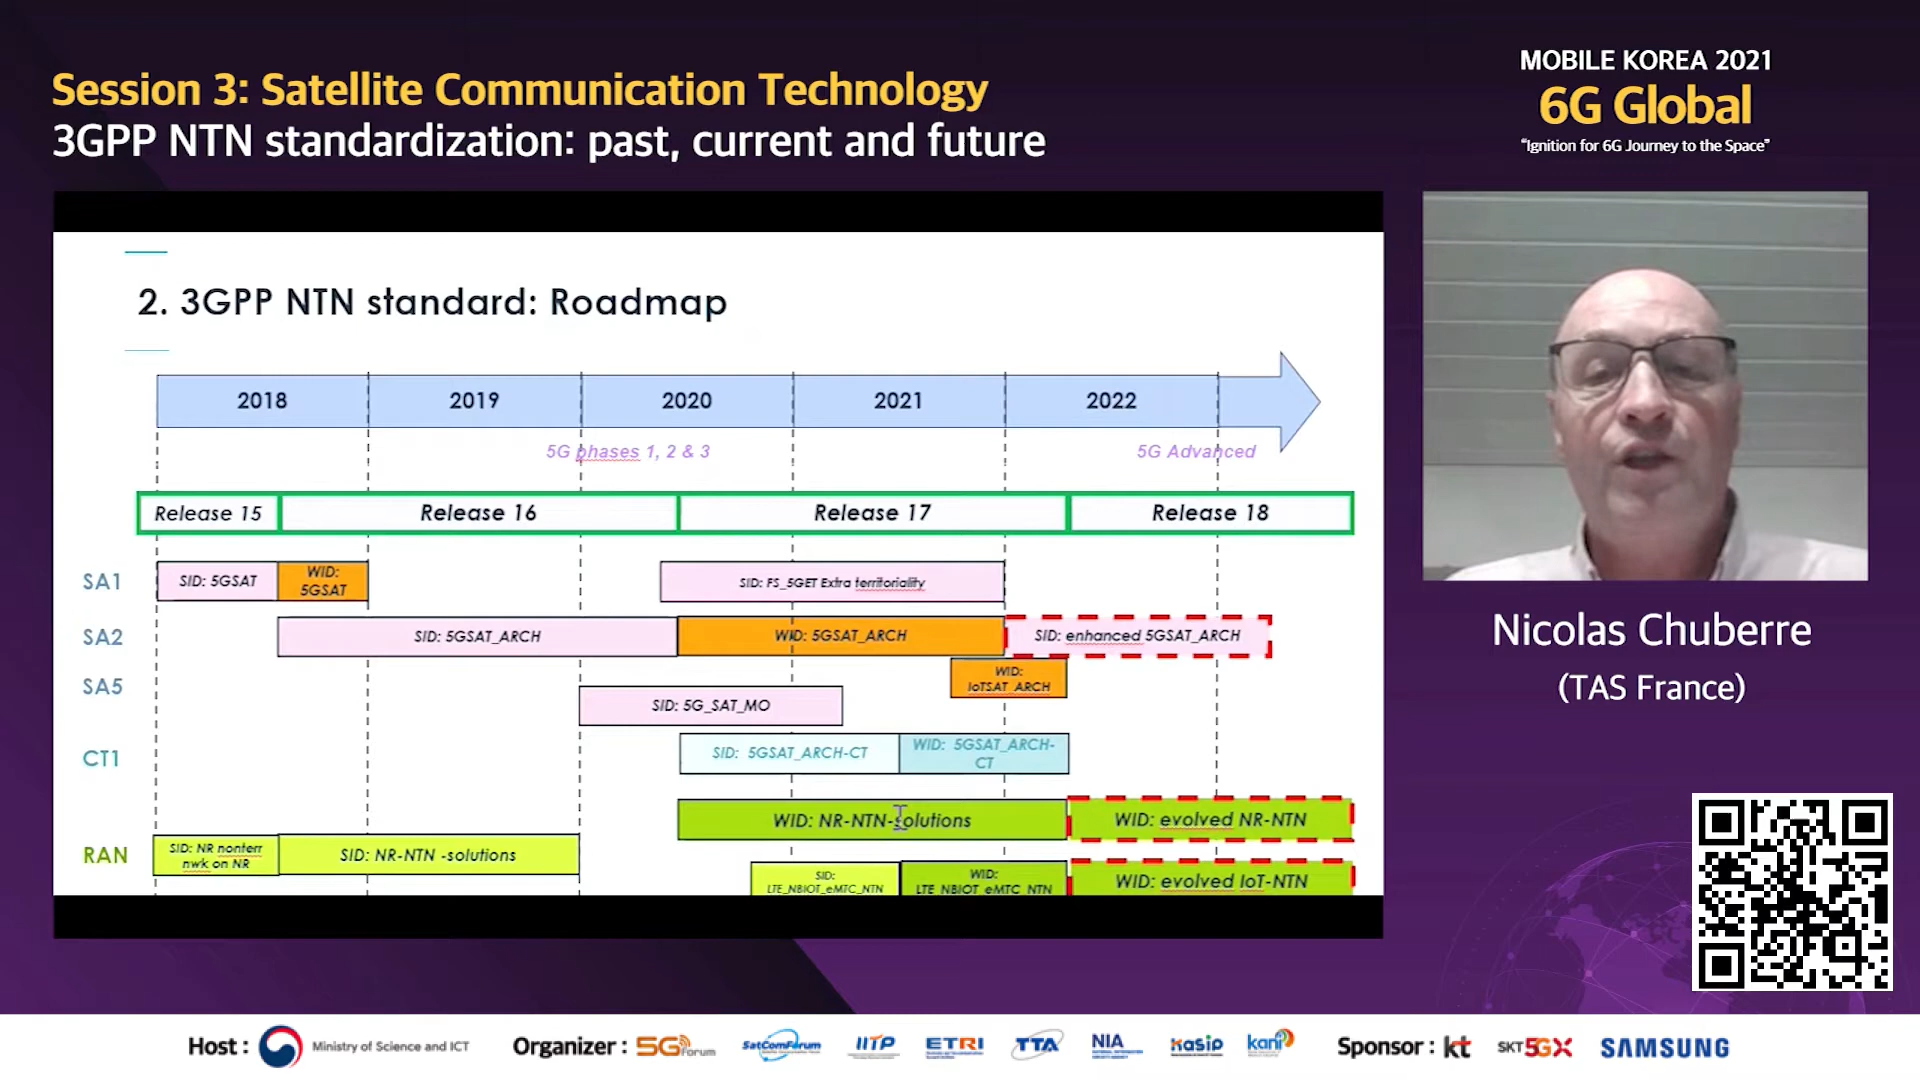 Session 3: Satellite Communication Technology
3GPP NTN standardization: past, current and future
MOBILE KOREA 2021
6G Global
“Ignition for 6G Journey to the Space”
2. 3GPP NTN standard: Roadmap
2018 2019 2020 2021 2022
5G phases 1, 2 & 3 5G Advanced
Release 15 Release 16 Release 17 Release 18
SA1 SID: 5GSAT WID: 5GSAT SID: FS_5GET Extra territoriality
SA2 SID: 5GSAT_ARCH WID: 5GSAT_ARCH SID: enhanced 5GSAT_ARCH
WID:
IoTSAT_ARCH
SA5 SID: 5G_SAT_MO
CT1 SID: 5GSAT_ARCH-CT WID: 5GSAT_ARCH-
CT
WID: NR-NTN-solutions WID: evolved NR-NTN
RAN SID: NR nonterr
nwk on NR
SID: NR-NTN -solutions
SID:
LTE_NBIOT_eMTC_NTN
WID:
LTE_NBIOT_eMTC_NTN
WID: evolved IoT-NTN
Nicolas Chuberre
(TAS France)
Host : Ministry of Science and ICT Organizer : 5G forum SatComForum IITP ETRI TTA NIA kasip kani Sponsor : kt SKT 5GX SAMSUNG